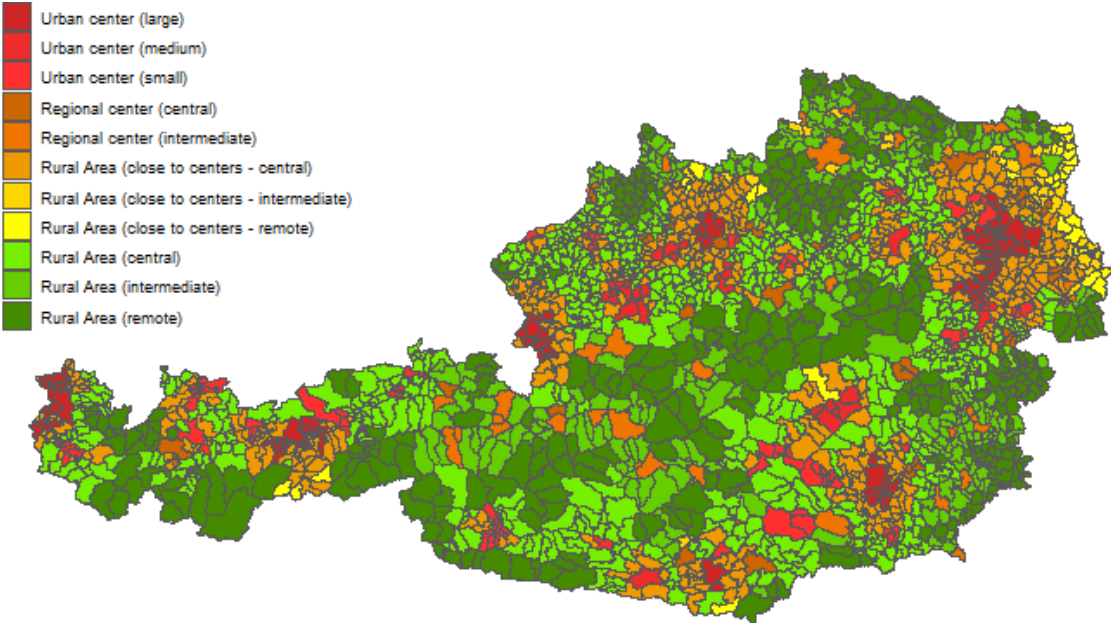 Urban center (large)
Urban center (medium)
Urban center (small)
Regional center (central)
Regional center (intermediate)
Rural Area (close to centers - central)
Rural Area (close to centers - intermediate)
Rural Area (close to centers - remote)
Rural Area (central)
Rural Area (intermediate)
Rural Area (remote)